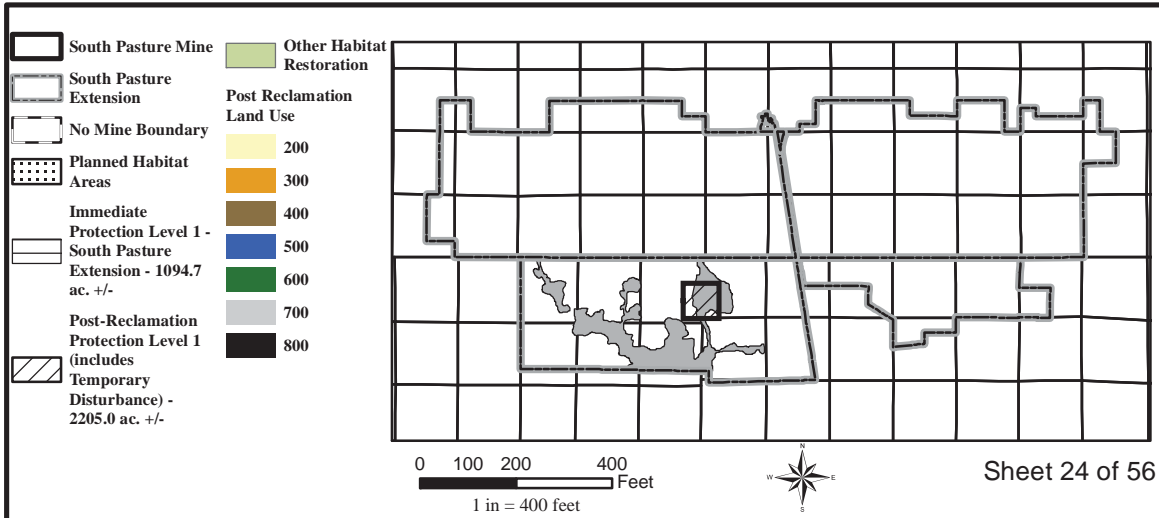 South Pasture Mine
South Pasture
Extension
No Mine Boundary
Planned Habitat
Areas
Immediate
Protection Level 1 -
South Pasture
Extension - 1094.7
ac. +/-
Post-Reclamation
Protection Level 1
(includes
Temporary
Disturbance) -
2205.0 ac. +/-
Other Habitat
Restoration
Post Reclamation
Land Use
200
300
400
500
600
700
800
0 100 200 400
Feet
1 in = 400 feet
N
W E
S
Sheet 24 of 56